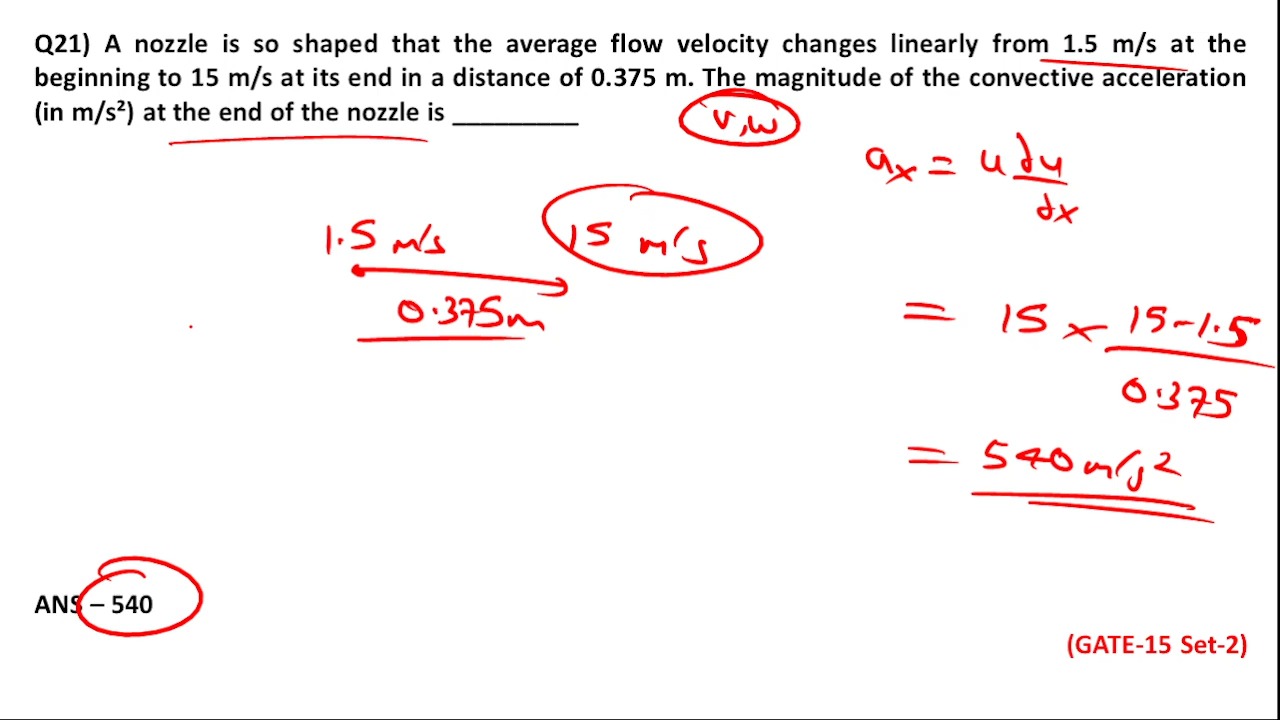 Q21) A nozzle is so shaped that the average flow velocity changes linearly from 1.5 m/s at the
beginning to 15 m/s at its end in a distance of 0.375 m. The magnitude of the convective acceleration
(in m/s²) at the end of the nozzle is __________
v, w
aₓ = u ∂u/∂x
1.5 m/s 15 m/s
0.375m
= 15 × 15-1.5/0.375
= 540 m/s²
ANS – 540
(GATE-15 Set-2)